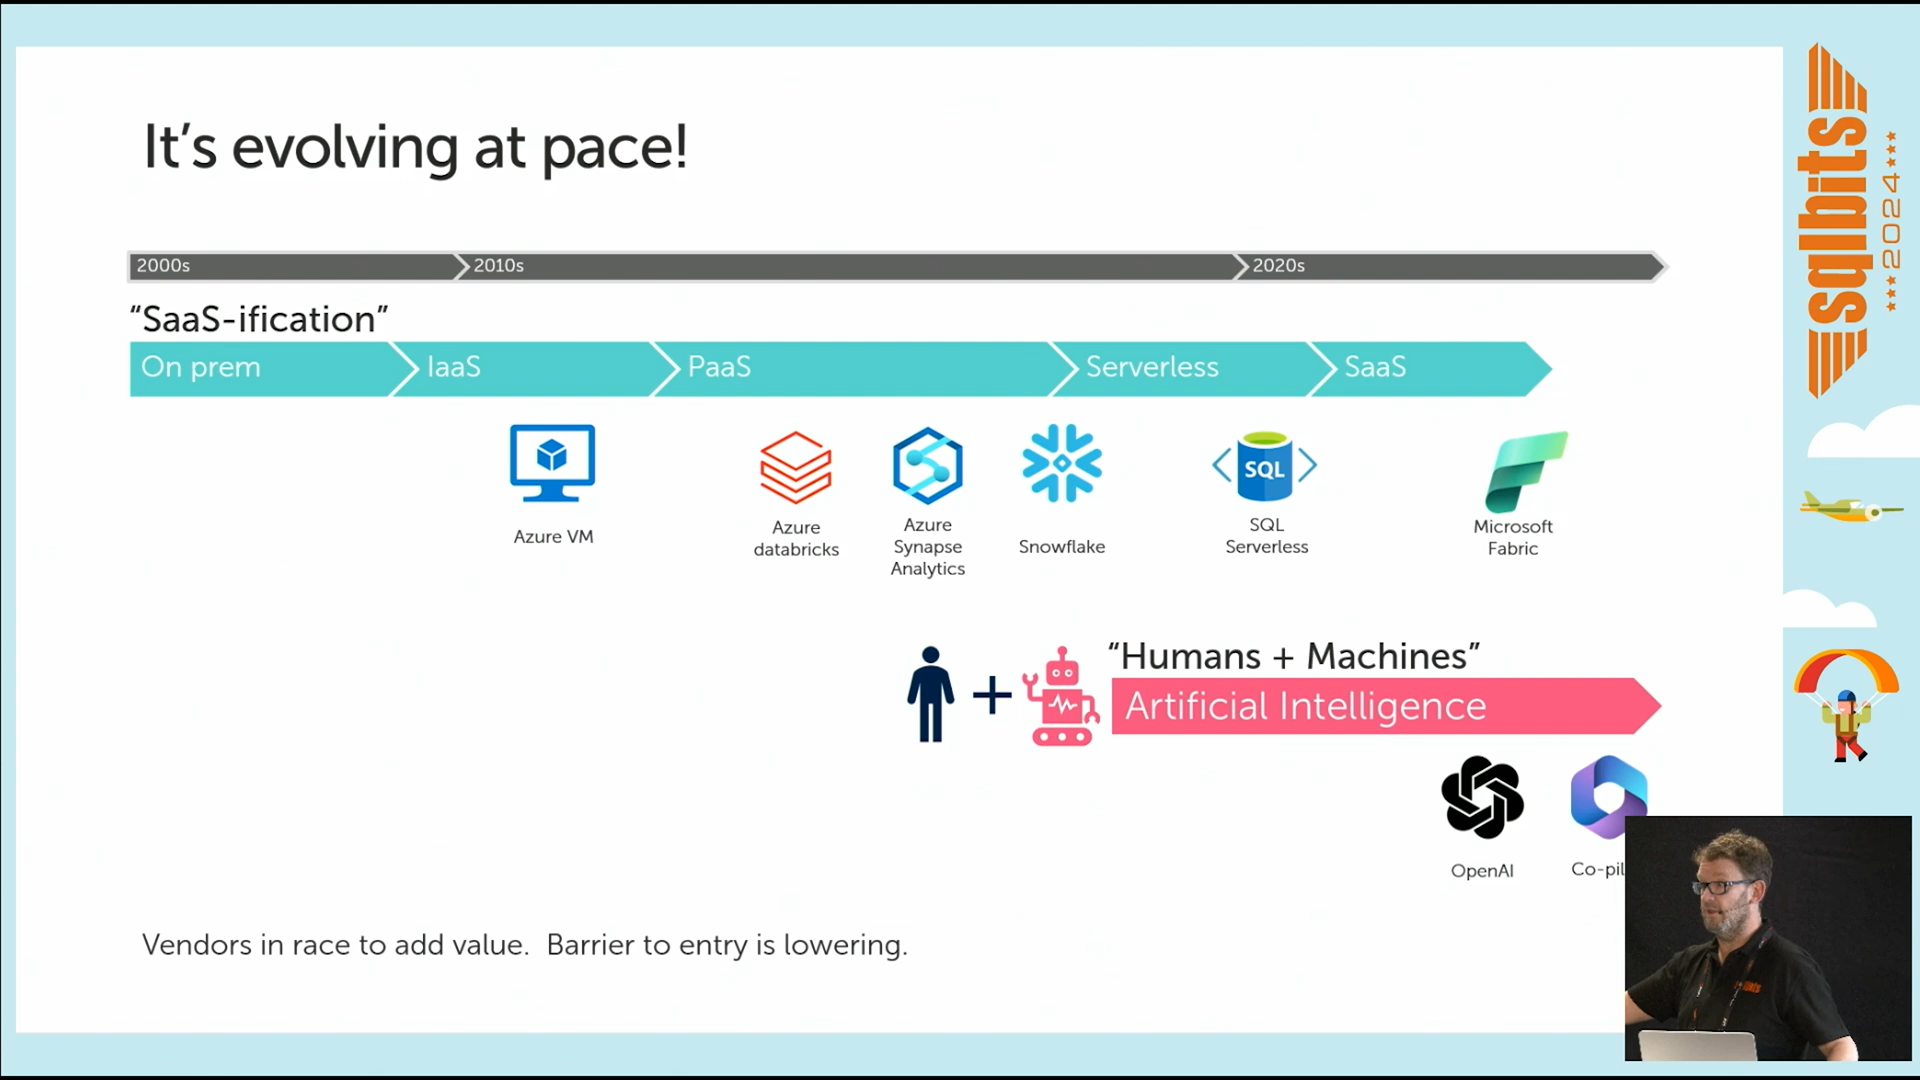 It's evolving at pace!
2000s
2010s
2020s
“SaaS-ification”
On prem
IaaS
PaaS
Serverless
SaaS
SQL
Azure VM
Azure
databricks
Azure
Synapse
Analytics
Snowflake
SQL
Serverless
Microsoft
Fabric
“Humans + Machines”
Artificial Intelligence
OpenAI
Co-pil
Vendors in race to add value.  Barrier to entry is lowering.
sqlbits
2024